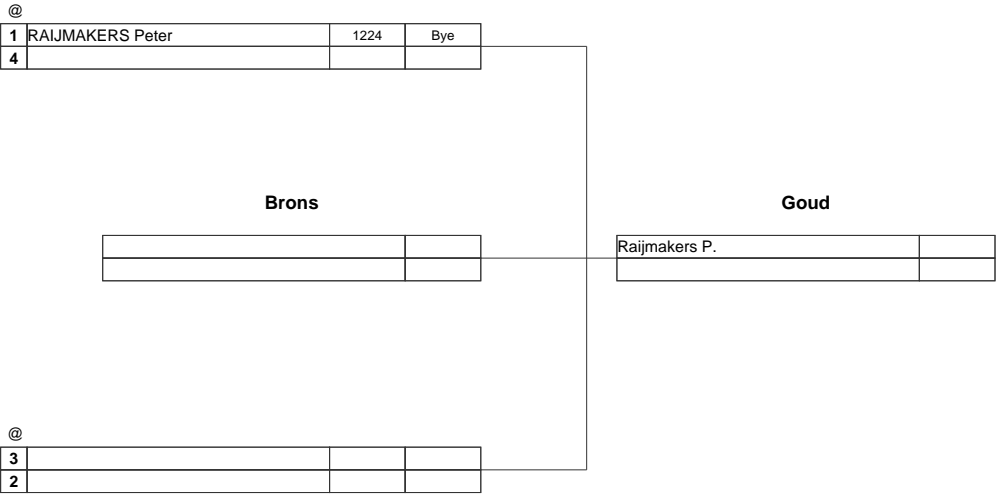 @
1 RAIJMAKERS Peter 1224 Bye
4
Brons
Goud
Raijmakers P.
@
3
2